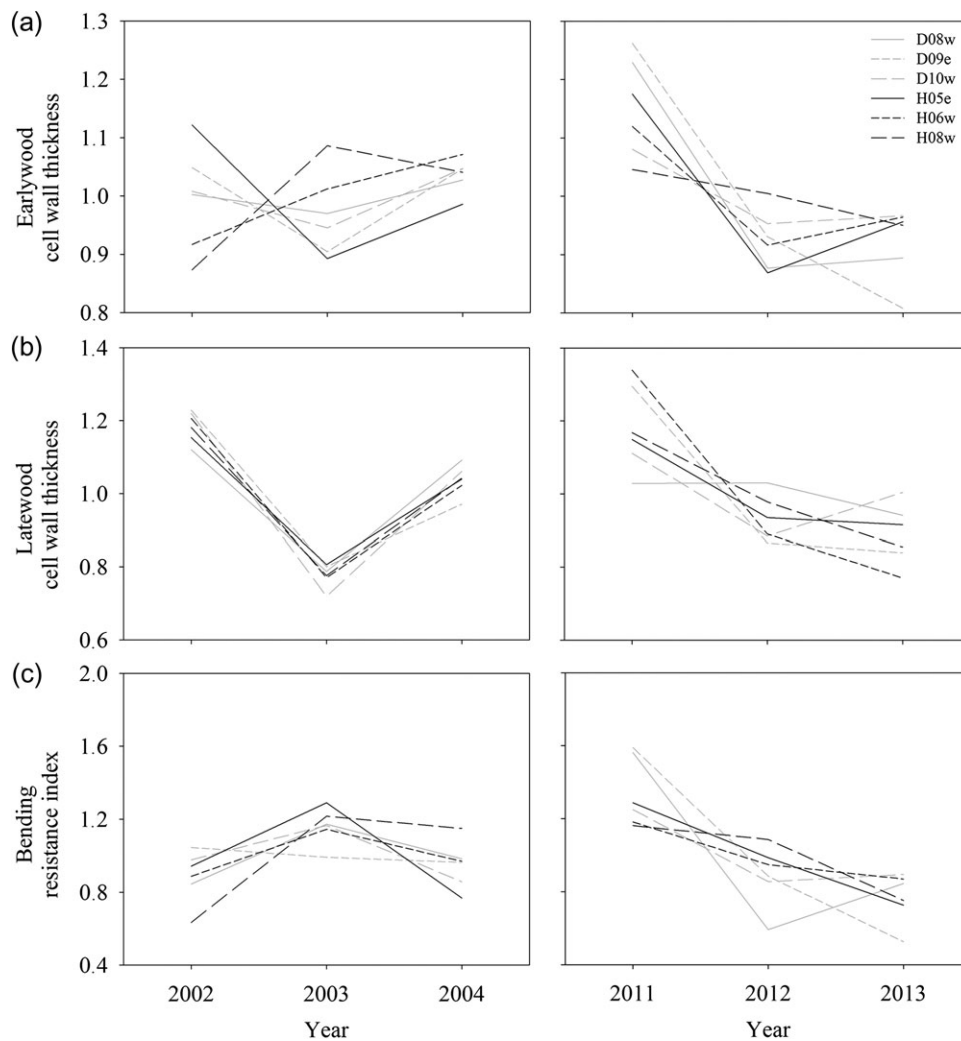 (a)
Earlywood
cell wall thickness
1.3
1.2
1.1
1.0
0.9
0.8
D08w
D09e
D10w
H05e
H06w
H08w
(b)
Latewood
cell wall thickness
1.4
1.2
1.0
0.8
0.6
(c)
Bending
resistance index
2.0
1.6
1.2
0.8
0.4
2002
2003
2004
Year
2011
2012
2013
Year